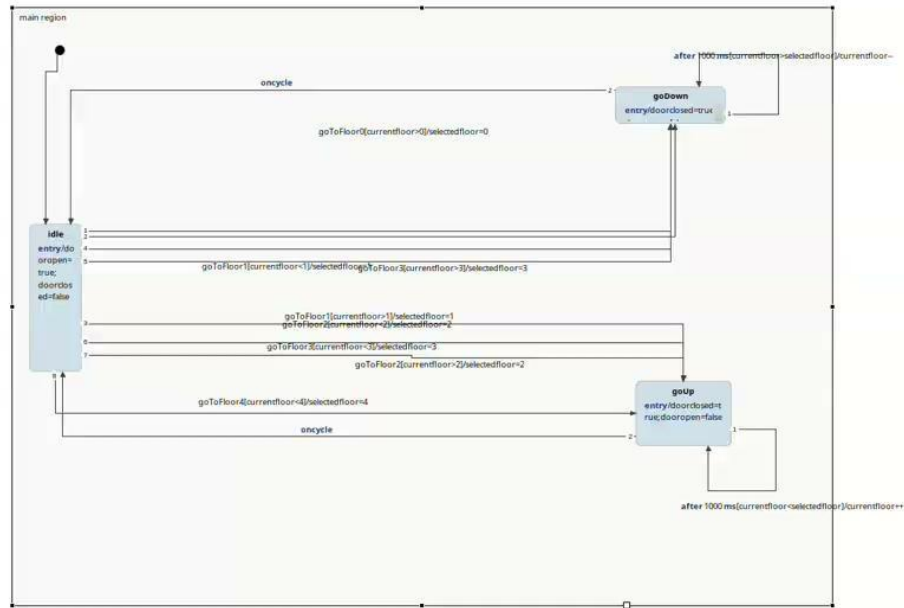 main region
after 1000 ms[currentfloor>selectedfloor]/currentfloor--
oncycle
2
goDown
entry/doorclosed=true
1
goToFloor0[currentfloor>0]/selectedfloor=0
idle
1
2
entry/do
oropen=
true;
doorclos
ed=false
4
5
goToFloor1[currentfloor<1]/selectedfloor=
goToFloor3[currentfloor>3]/selectedfloor=3
goToFloor1[currentfloor>1]/selectedfloor=1
3
goToFloor2[currentfloor<2]/selectedfloor=2
6
goToFloor3[currentfloor<3]/selectedfloor=3
7
goToFloor2[currentfloor>2]/selectedfloor=2
8
goUp
goToFloor4[currentfloor<4]/selectedfloor=4
entry/doorclosed=t
rue;dooropen=false
oncycle
1
2
after 1000 ms[currentfloor<selectedfloor]/currentfloor++